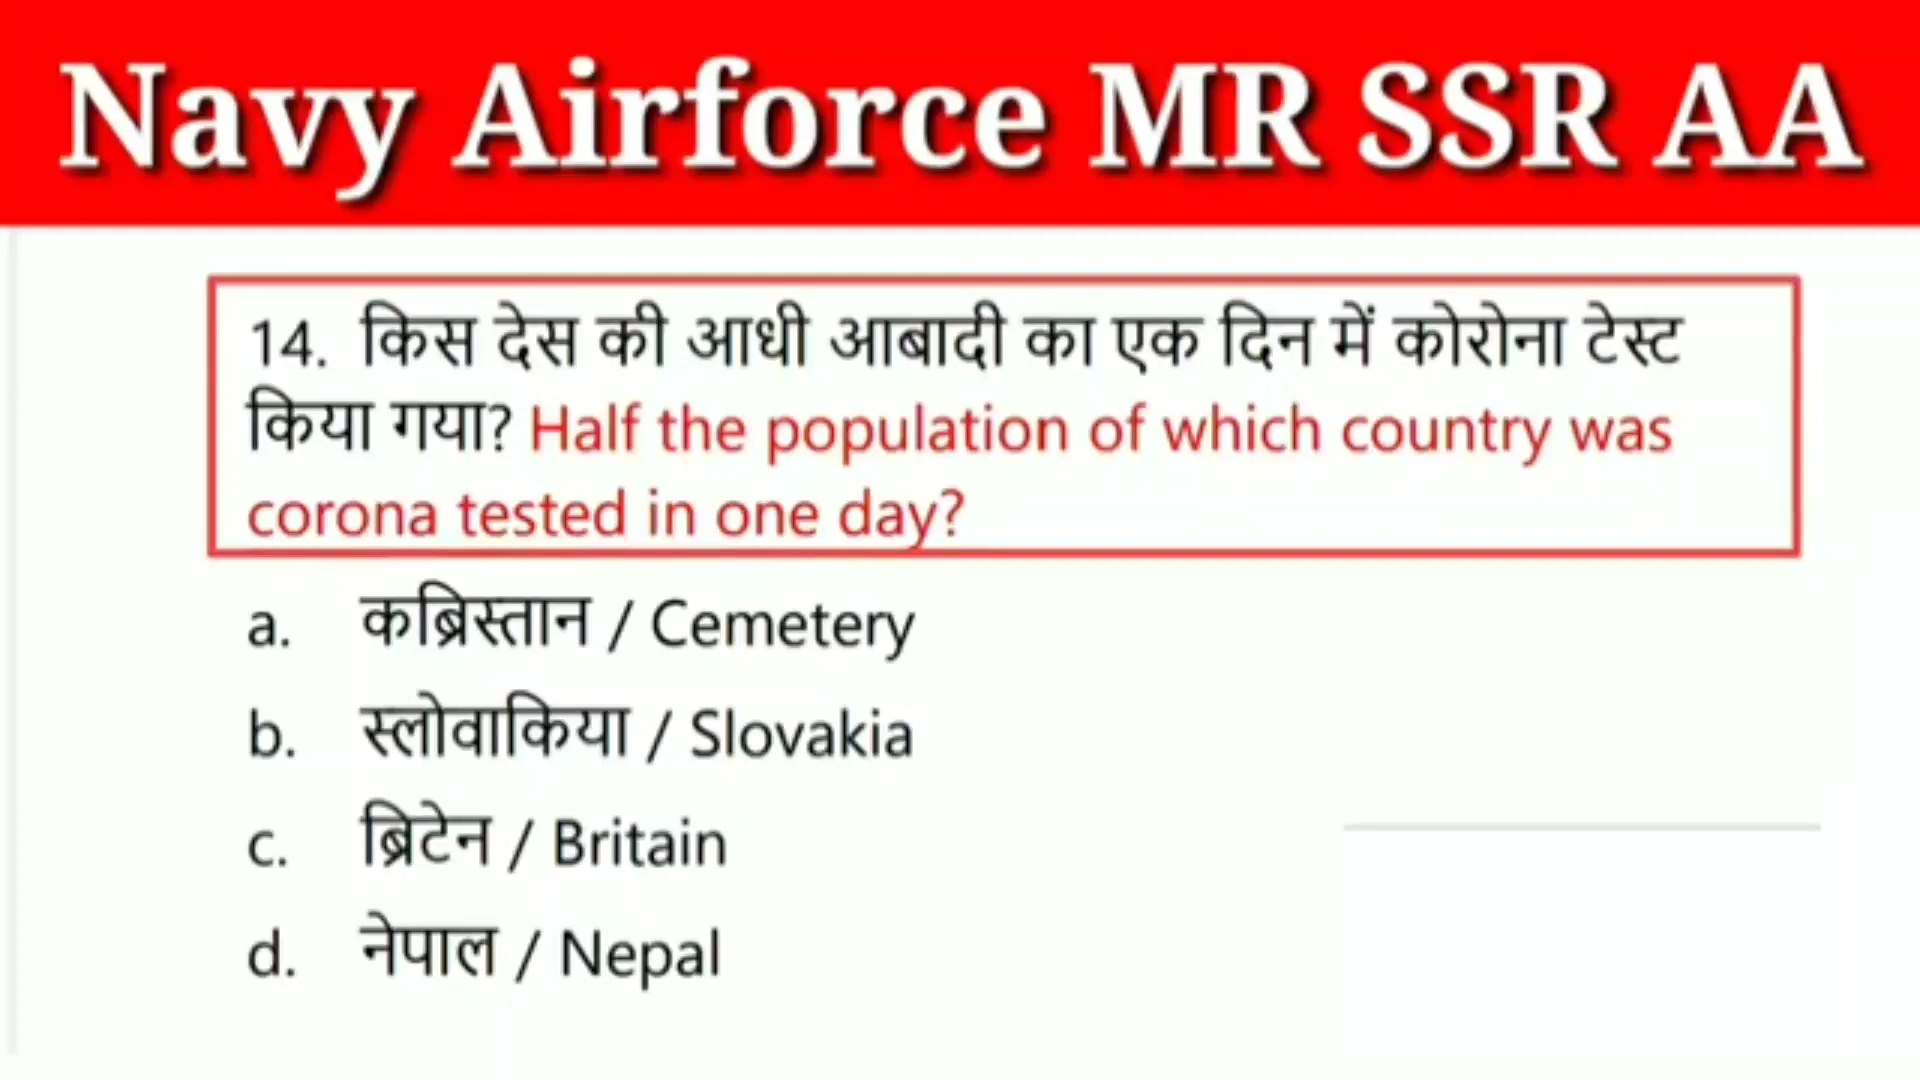 Navy Airforce MR SSR AA
14. किस देस की आधी आबादी का एक दिन में कोरोना टेस्ट
किया गया? Half the population of which country was
corona tested in one day?
a. कब्रिस्तान / Cemetery
b. स्लोवाकिया / Slovakia
c. ब्रिटेन / Britain
d. नेपाल / Nepal